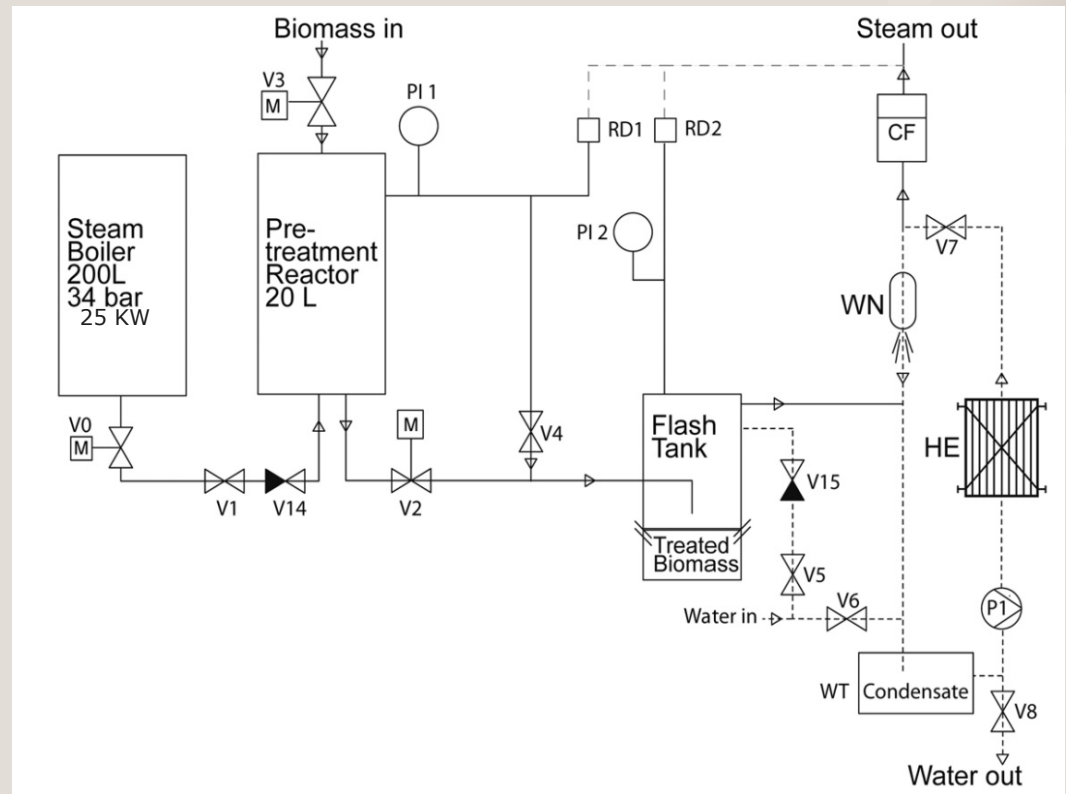 Biomass in
Steam out
V3
M
PI 1
RD1
RD2
CF
Steam
Boiler
200L
34 bar
25 KW
Pre-
treatment
Reactor
20 L
PI 2
V7
WN
V0
M
M
V4
Flash
Tank
HE
V1
V14
V2
V15
Treated
Biomass
V5
V6
Water in
P1
WT
Condensate
V8
Water out